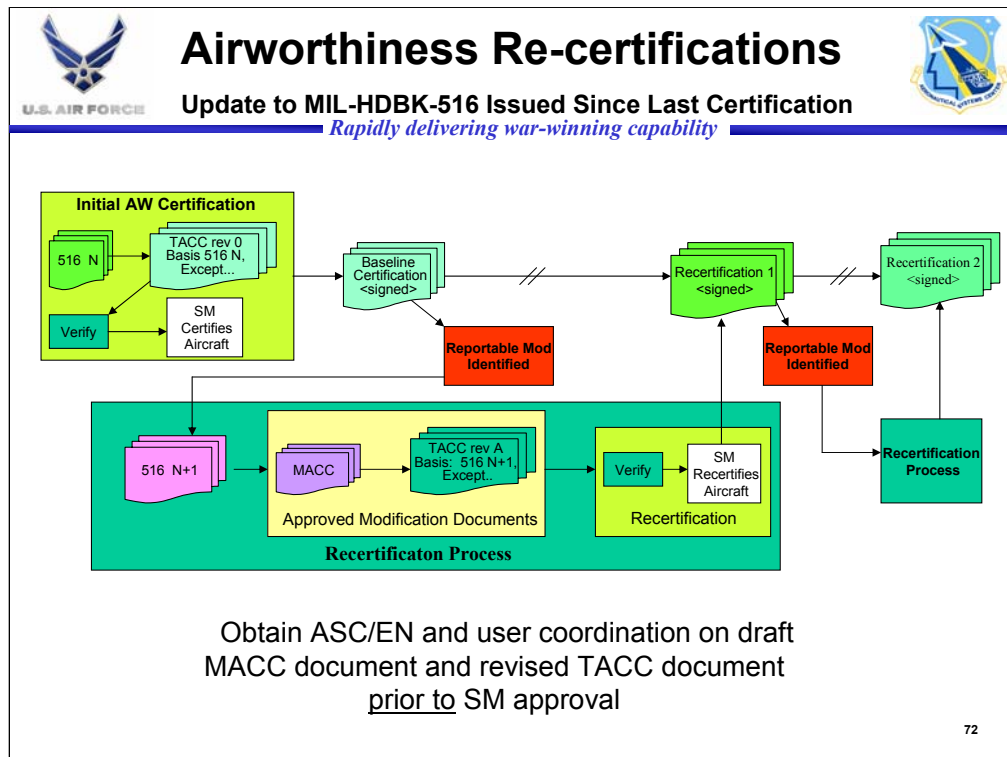 Airworthiness Re-certifications
U.S. AIR FORCE
Update to MIL-HDBK-516 Issued Since Last Certification
AERONAUTICAL SYSTEMS CENTER
Rapidly delivering war-winning capability
Initial AW Certification
516 N
TACC rev 0
Basis 516 N,
Except...
Verify
SM
Certifies
Aircraft
Baseline
Certification
<signed>
Reportable Mod
Identified
Recertification 1
<signed>
Reportable Mod
Identified
Recertification 2
<signed>
Recertification
Process
516 N+1
MACC
TACC rev A
Basis: 516 N+1,
Except..
Approved Modification Documents
Verify
SM
Recertifies
Aircraft
Recertification
Recertificaton Process
Obtain ASC/EN and user coordination on draft
MACC document and revised TACC document
prior to SM approval
72